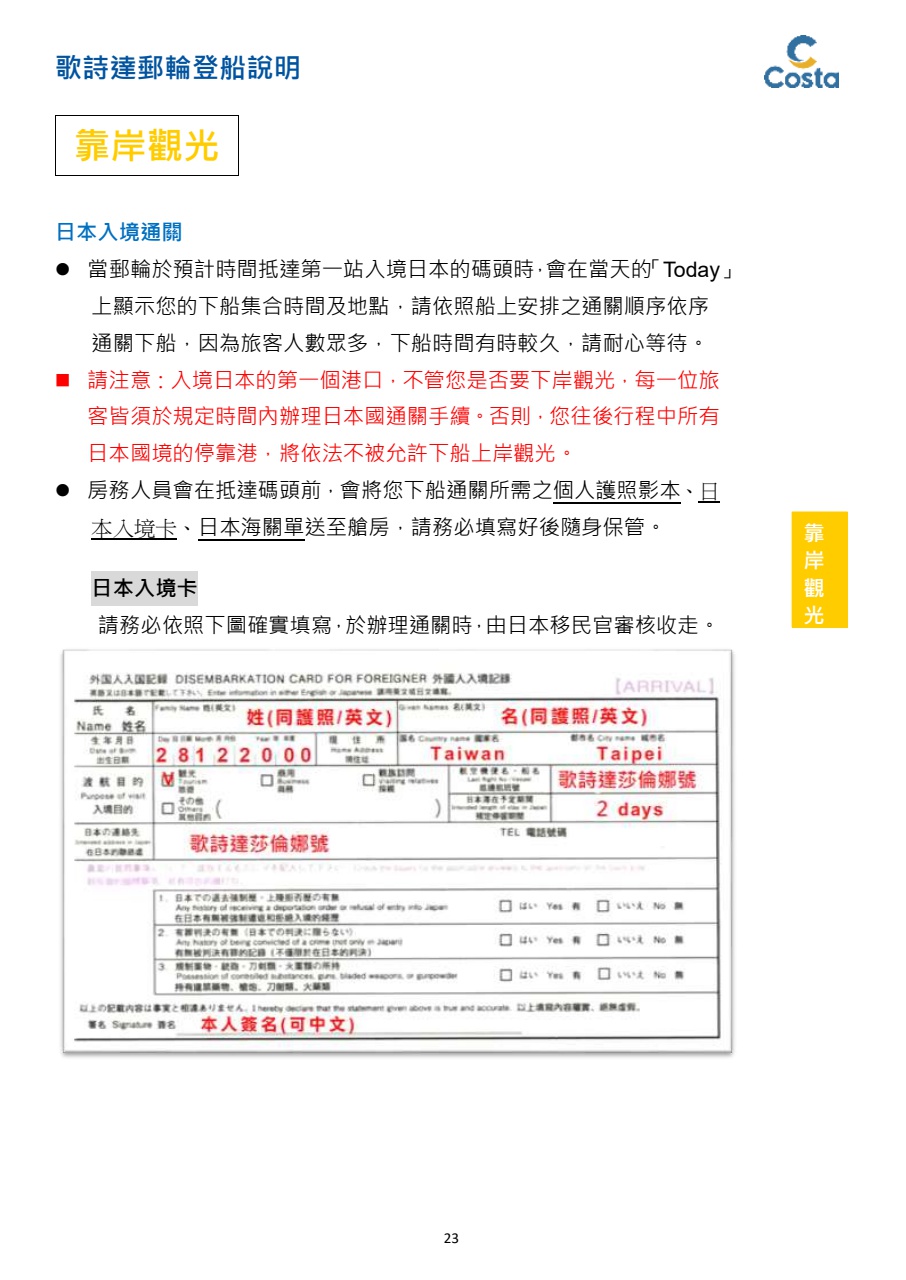 歌詩達郵輪登船說明
Costa
靠岸觀光
日本入境通關
● 當郵輪於預計時間抵達第一站入境日本的碼頭時，會在當天的「Today」
上顯示您的下船集合時間及地點，請依照船上安排之通關順序依序
通關下船，因為旅客人數眾多，下船時間有時較久，請耐心等待。
■ 請注意：入境日本的第一個港口，不管您是否要下岸觀光，每一位旅
客皆須於規定時間內辦理日本國通關手續。否則，您往後行程中所有
日本國境的停靠港，將依法不被允許下船上岸觀光。
● 房務人員會在抵達碼頭前，會將您下船通關所需之個人護照影本、日
本入境卡、日本海關單送至艙房，請務必填寫好後隨身保管。
靠岸觀光
日本入境卡
請務必依照下圖確實填寫，於辦理通關時，由日本移民官審核收走。
外国人入国記録 DISEMBARKATION CARD FOR FOREIGNER 外國人入境記錄
英語又は日本語で記載して下さい。 Enter information in either English or Japanese 請用英文或日文填寫。
[ARRIVAL]
氏 名
Name 姓名
Family Name 姓(英文)
姓(同護照/英文)
Given Names 名(英文)
名(同護照/英文)
生年月日
Date of Birth
出生日期
Day 日 日期 Month 月 月份 Year 年 年度
2 8 1 2 2 0 0 0
現 住 所
Home Address
現住址
国名 Country name 國家名
Taiwan
都市名 City name 城市名
Taipei
渡航目的
Purpose of visit
入境目的
観光
Tourism
旅遊
商用
Business
商務
親族訪問
Visiting relatives
探親
その他
Others
其他目的
( )
航空機便名・船名
Last flight No./Vessel
抵達航班號
歌詩達莎倫娜號
日本滞在予定期間
Intended length of stay in Japan
預定停留期間
2 days
日本の連絡先
Intended address in Japan
在日本的聯絡處
歌詩達莎倫娜號
TEL 電話號碼
1. 日本での退去強制歴・上陸拒否歴の有無
Any history of receiving a deportation order or refusal of entry into Japan
在日本有無被強制遣返和拒絕入境的經歷
はい Yes 有 いいえ No 無
2. 有罪判決の有無（日本での判決に限らない）
Any history of being convicted of a crime (not only in Japan)
有無被判決有罪的記錄（不僅限於在日本的判決）
はい Yes 有 いいえ No 無
3. 規制薬物・銃砲・刀剣類・火薬類の所持
Possession of controlled substances, guns, bladed weapons, or gunpowder
持有違禁藥物、槍炮、刀劍類、火藥類
はい Yes 有 いいえ No 無
以上の記載内容は事実と相違ありません。I hereby declare that the statement given above is true and accurate. 以上填寫內容屬實，絕無虛假。
署名 Signature 簽名
本人簽名(可中文)
23